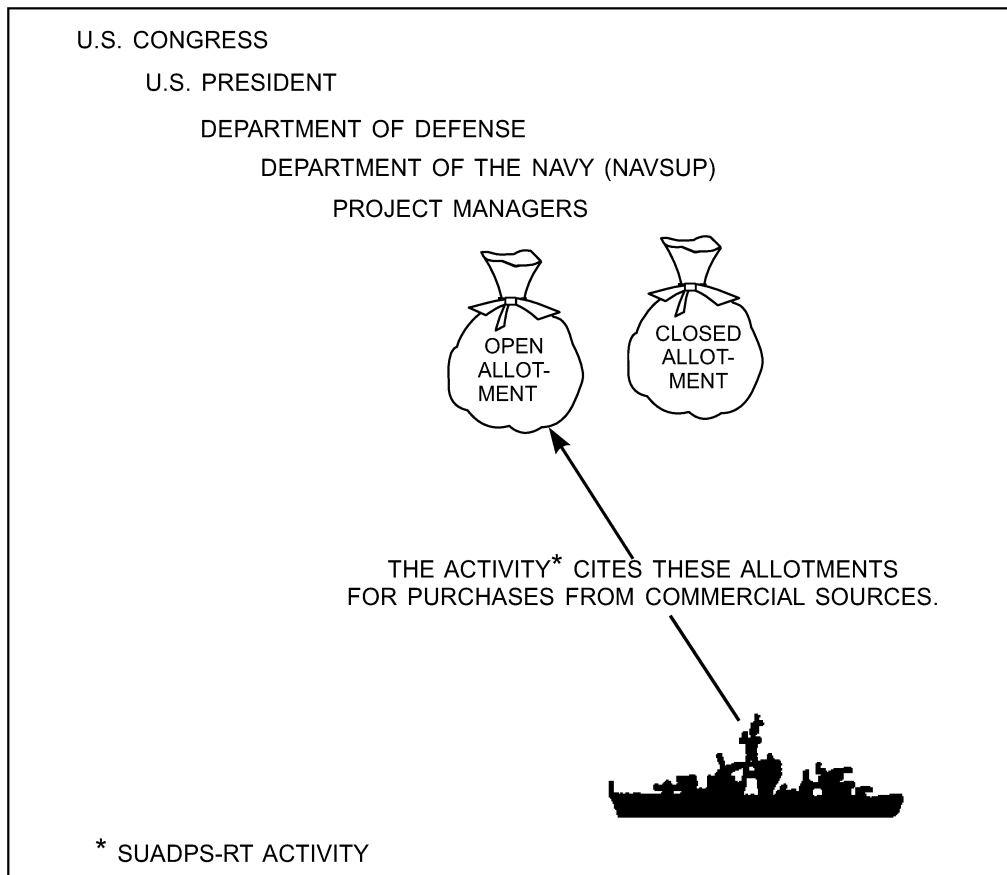 U.S. CONGRESS
U.S. PRESIDENT
DEPARTMENT OF DEFENSE
DEPARTMENT OF THE NAVY (NAVSUP)
PROJECT MANAGERS
OPEN
ALLOT-
MENT
CLOSED
ALLOT-
MENT
THE ACTIVITY* CITES THESE ALLOTMENTS
FOR PURCHASES FROM COMMERCIAL SOURCES.
* SUADPS-RT ACTIVITY